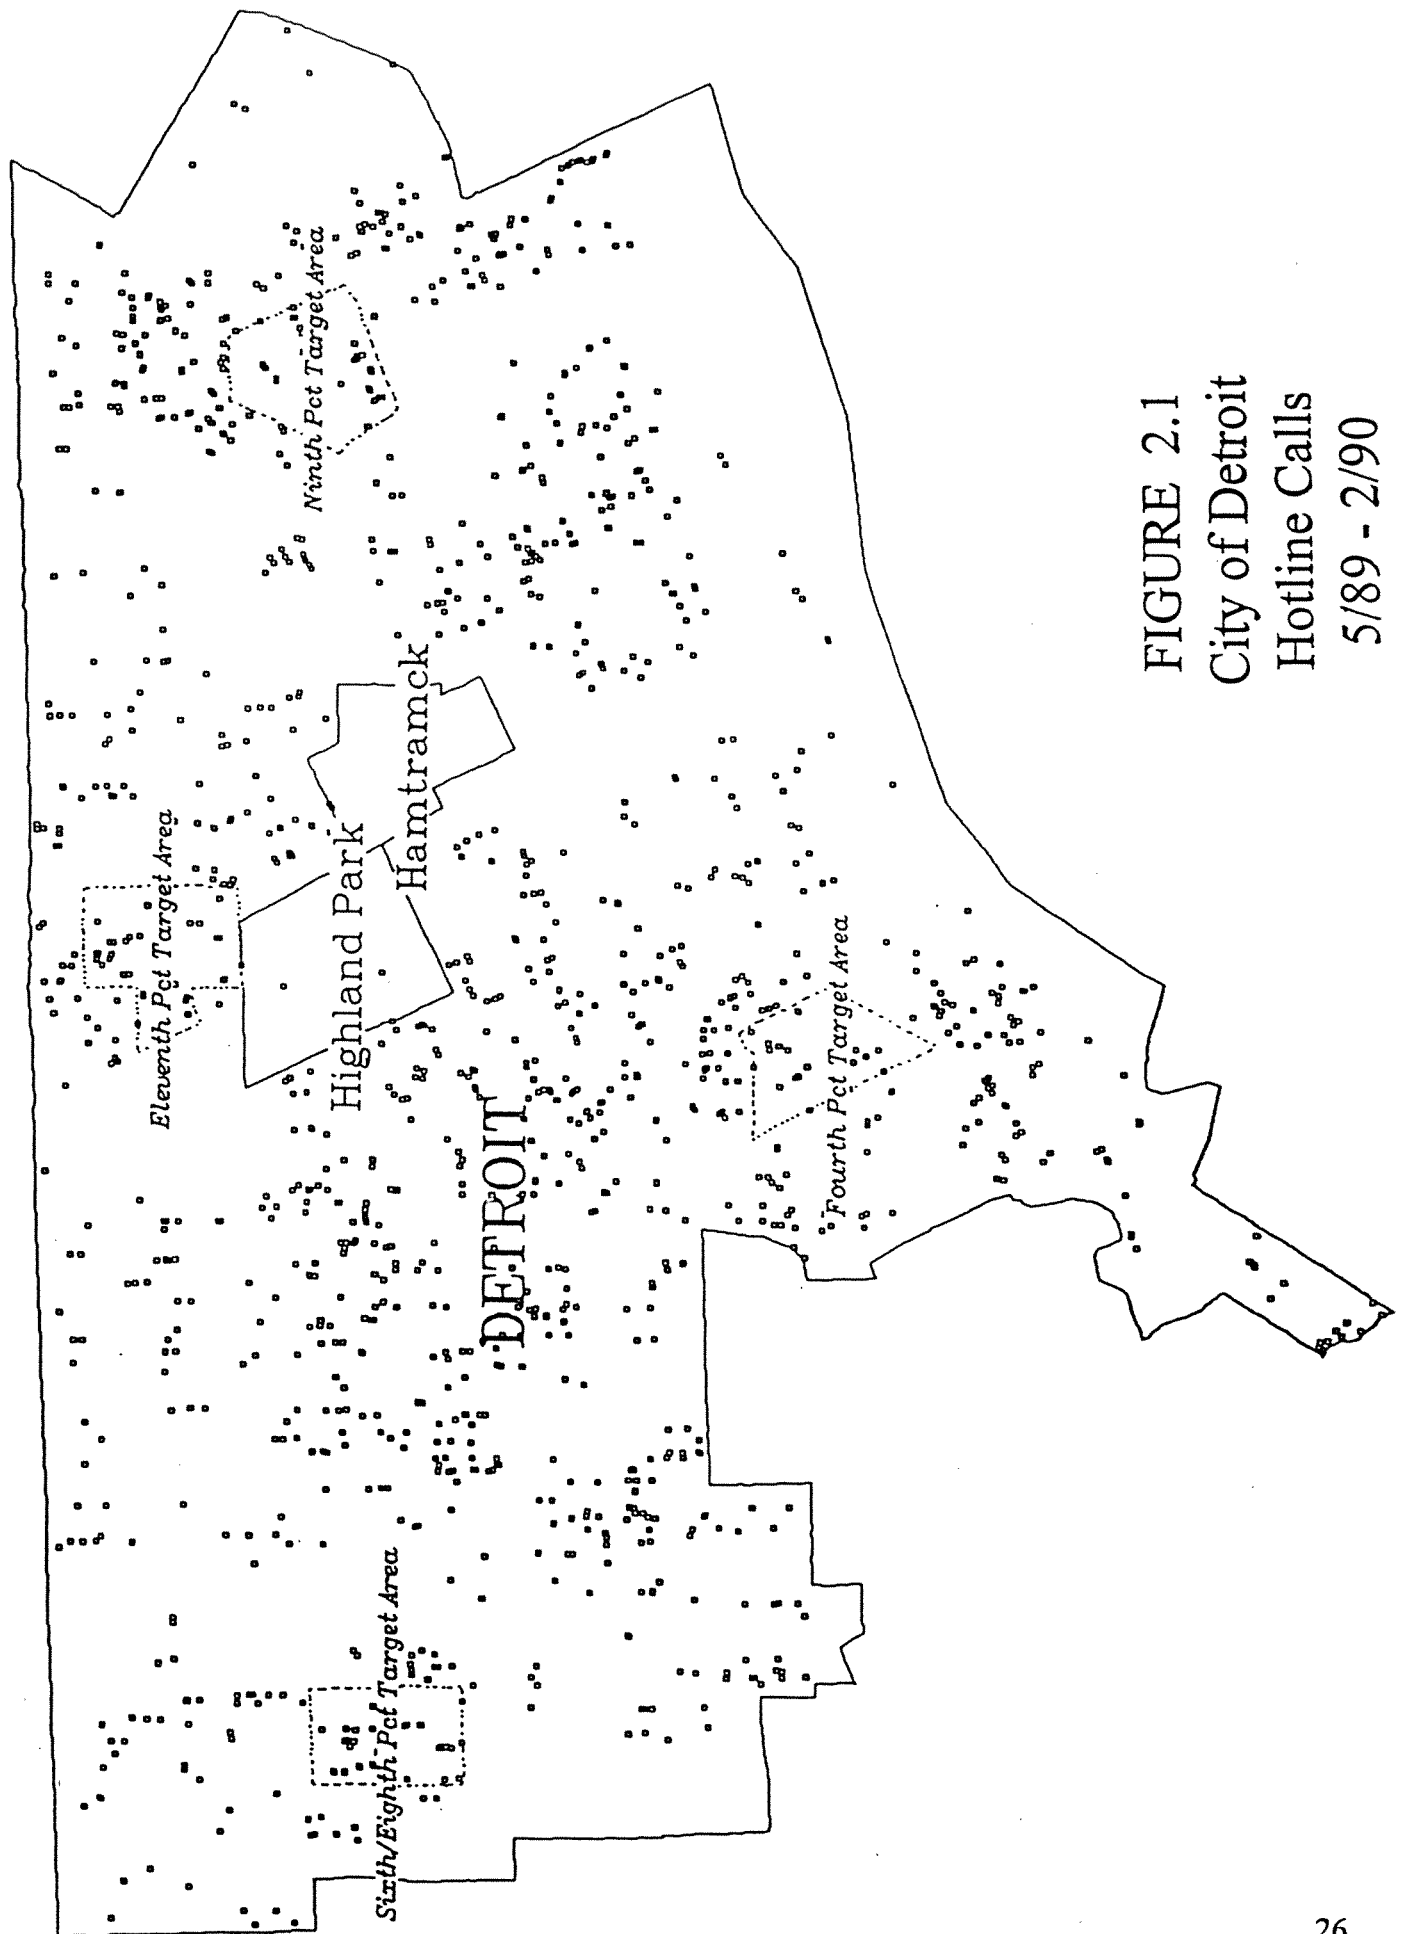 Ninth Pct Target Area
Eleventh Pct Target Area
Hamtramck
Highland Park
DETROIT
Fourth Pct Target Area
Sixth/Eighth Pct Target Area
FIGURE 2.1
City of Detroit
Hotline Calls
5/89 - 2/90
26